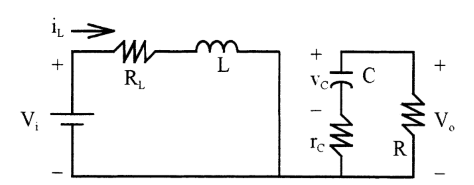 i_L
+ R_L L + v_C C − +
V_i r_C R V_o
− −